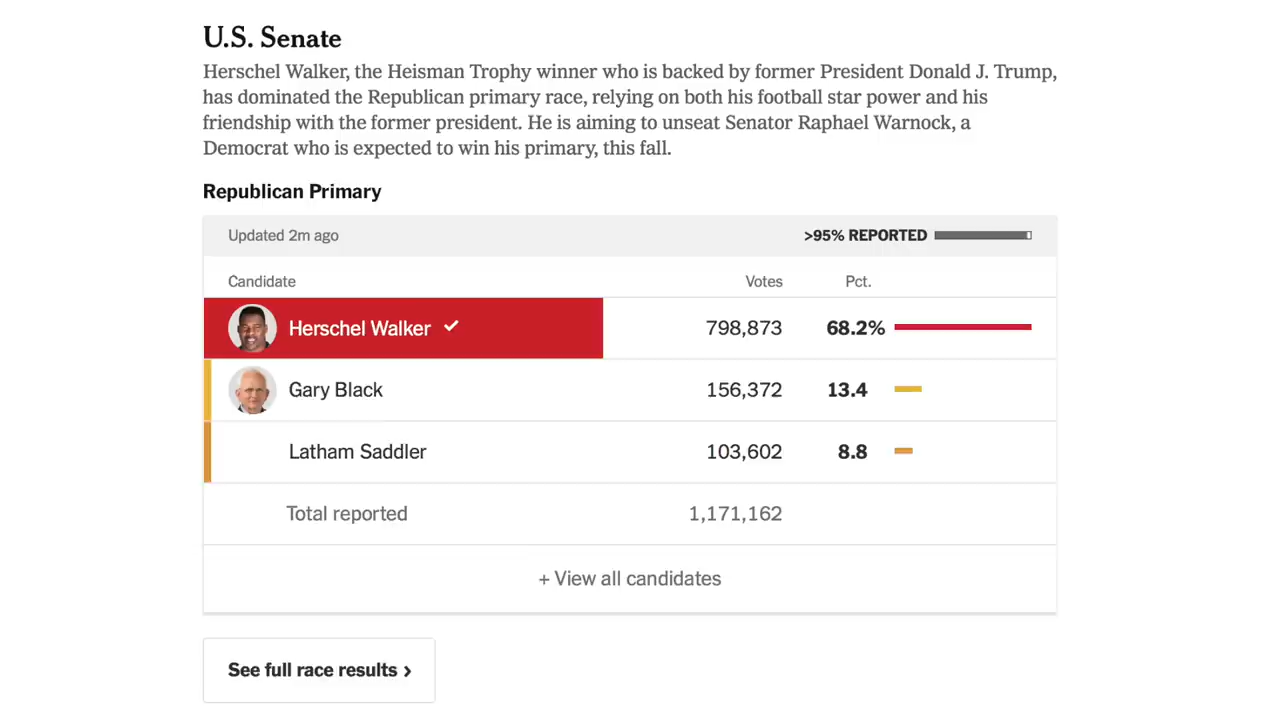 U.S. Senate
Herschel Walker, the Heisman Trophy winner who is backed by former President Donald J. Trump,
has dominated the Republican primary race, relying on both his football star power and his
friendship with the former president. He is aiming to unseat Senator Raphael Warnock, a
Democrat who is expected to win his primary, this fall.
Republican Primary
Updated 2m ago >95% REPORTED
Candidate Votes Pct.
Herschel Walker ✓ 798,873 68.2%
Gary Black 156,372 13.4
Latham Saddler 103,602 8.8
Total reported 1,171,162
+ View all candidates
See full race results ›